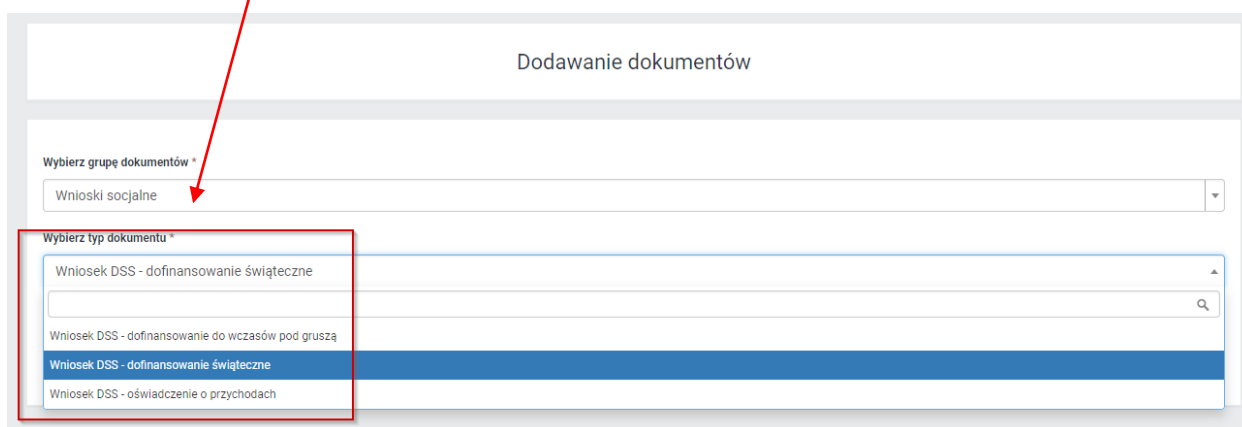 Dodawanie dokumentów
Wybierz grupę dokumentów *
Wnioski socjalne
Wybierz typ dokumentu *
Wniosek DSS - dofinansowanie świąteczne
Wniosek DSS - dofinansowanie do wczasów pod gruszą
Wniosek DSS - dofinansowanie świąteczne
Wniosek DSS - oświadczenie o przychodach